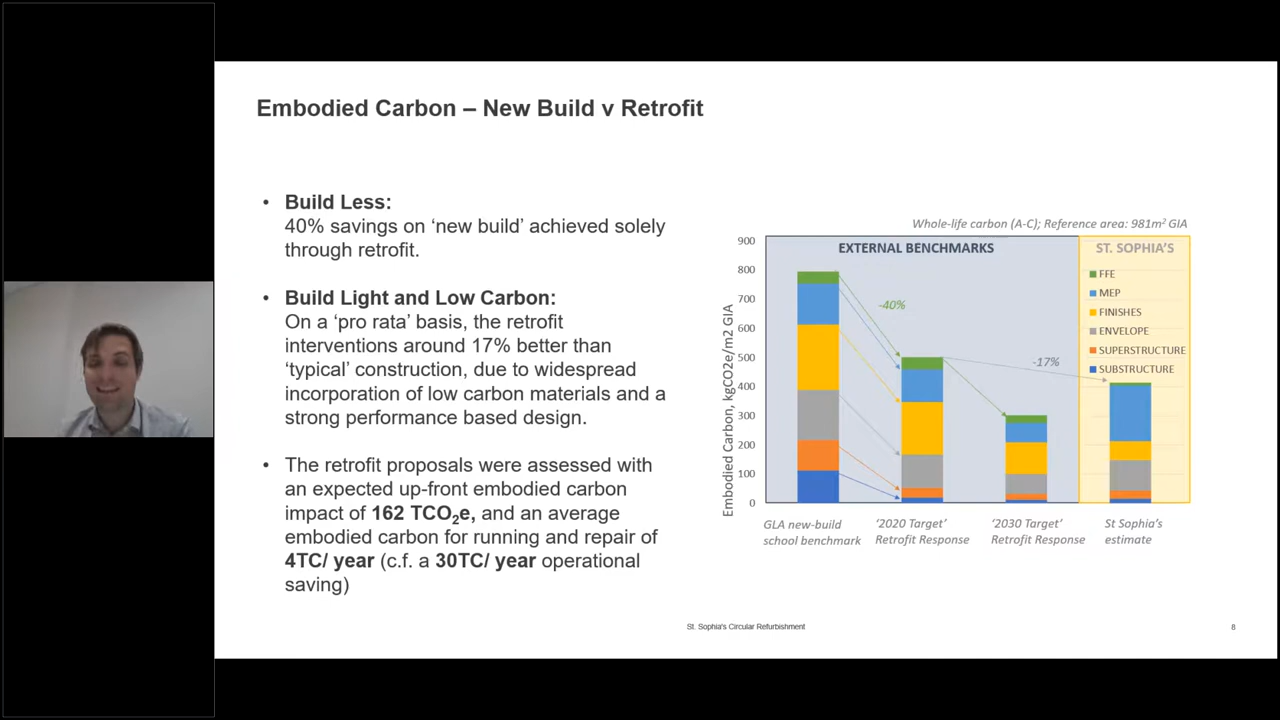 Embodied Carbon – New Build v Retrofit
• Build Less:
40% savings on ‘new build’ achieved solely
through retrofit.
• Build Light and Low Carbon:
On a ‘pro rata’ basis, the retrofit
interventions around 17% better than
‘typical’ construction, due to widespread
incorporation of low carbon materials and a
strong performance based design.
• The retrofit proposals were assessed with
an expected up-front embodied carbon
impact of 162 TCO₂e, and an average
embodied carbon for running and repair of
4TC/ year (c.f. a 30TC/ year operational
saving)
Whole-life carbon (A-C); Reference area: 981m² GIA
EXTERNAL BENCHMARKS
ST. SOPHIA'S
Embodied Carbon, kgCO2e/m2 GIA
900
800
700
600
500
400
300
200
100
0
-40%
-17%
FFE
MEP
FINISHES
ENVELOPE
SUPERSTRUCTURE
SUBSTRUCTURE
GLA new-build
school benchmark
‘2020 Target’
Retrofit Response
‘2030 Target’
Retrofit Response
St Sophia’s
estimate
St. Sophia's Circular Refurbishment
8